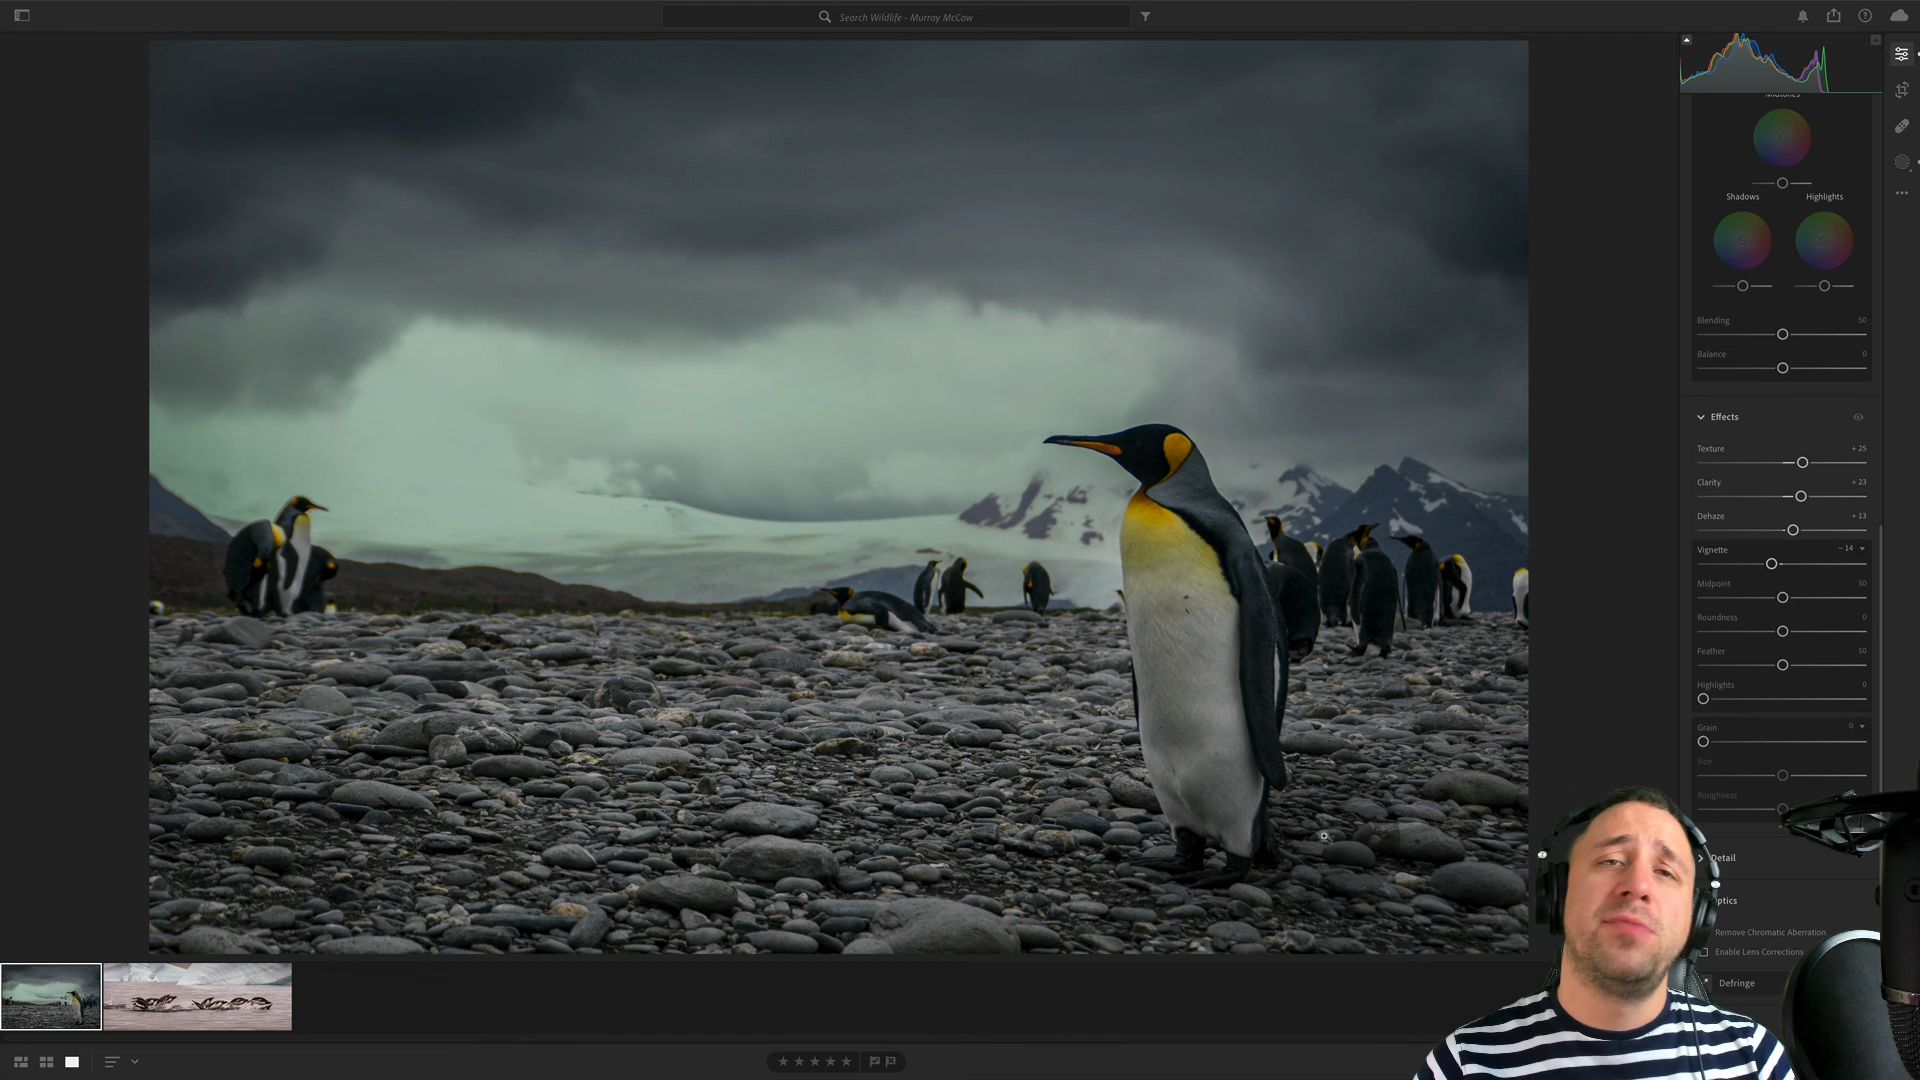 Search Wildlife - Murray McCaw
Midtones
Shadows
Highlights
Blending
50
Balance
0
Effects
Texture
+ 25
Clarity
+ 23
Dehaze
+ 13
Vignette
- 14
Midpoint
50
Roundness
0
Feather
50
Highlights
0
Grain
0
Size
Roughness
Detail
ptics
Remove Chromatic Aberration
Enable Lens Corrections
Defringe